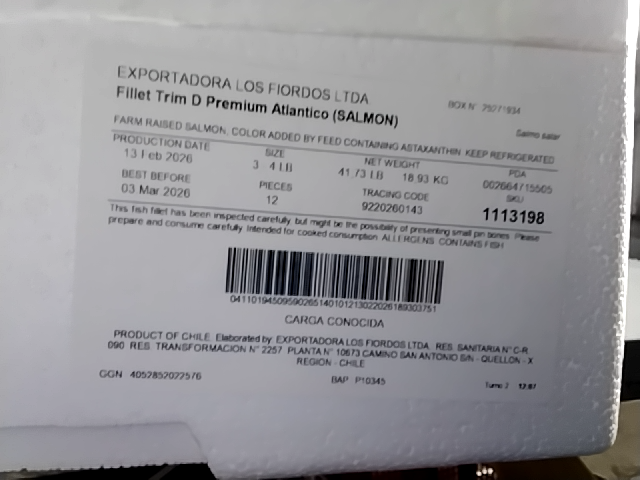 EXPORTADORA LOS FIORDOS LTDA
Fillet Trim D Premium Atlantico (SALMON)
BOX N°
Salmo salar
FARM RAISED SALMON, COLOR ADDED BY FEED CONTAINING ASTAXANTHIN. KEEP REFRIGERATED
PRODUCTION DATE SIZE NET WEIGHT FDA
13 Feb 2026 3 4 LB 41.73 LB 18.93 KG 002664715505
BEST BEFORE PIECES TRACING CODE SKU
03 Mar 2026 12 9220260143 1113198
This fish fillet has been inspected carefully, but might be the possibility of presenting small pin bones. Please
prepare and consume carefully. Intended for cooked consumption. ALLERGENS: CONTAINS FISH
CARGA CONOCIDA
PRODUCT OF CHILE. Elaborated by: EXPORTADORA LOS FIORDOS LTDA. RES. SANITARIA N° C-R
090 RES. TRANSFORMACION N° 2257 PLANTA N° 10673 CAMINO SAN ANTONIO S/N - QUELLON - X
REGION - CHILE
GGN 4052852022576 BAP P10345 Turno 2